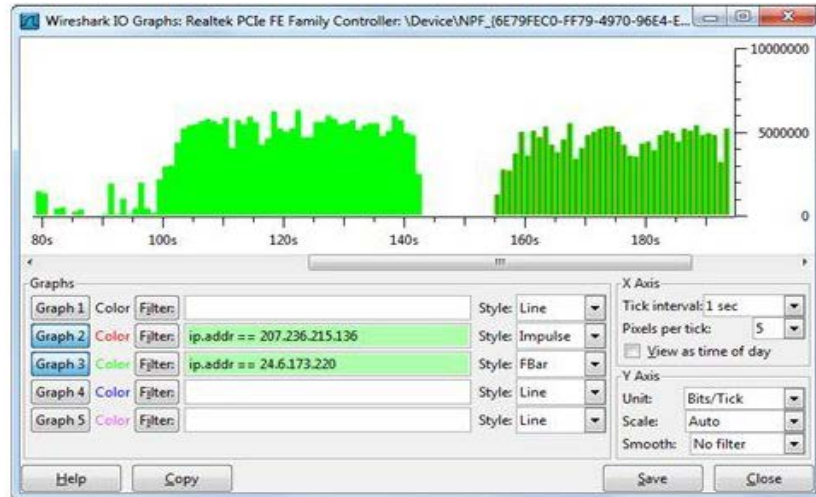 Wireshark IO Graphs: Realtek PCIe FE Family Controller: \Device\NPF_{6E79FEC0-FF79-4970-96E4-E...
10000000
5000000
0
80s 100s 120s 140s 160s 180s
Graphs
Graph 1 Color Filter: Style: Line
Graph 2 Color Filter: ip.addr == 207.236.215.136 Style: Impulse
Graph 3 Color Filter: ip.addr == 24.6.173.220 Style: FBar
Graph 4 Color Filter: Style: Line
Graph 5 Color Filter: Style: Line
X Axis
Tick interval: 1 sec
Pixels per tick: 5
View as time of day
Y Axis
Unit: Bits/Tick
Scale: Auto
Smooth: No filter
Help Copy Save Close